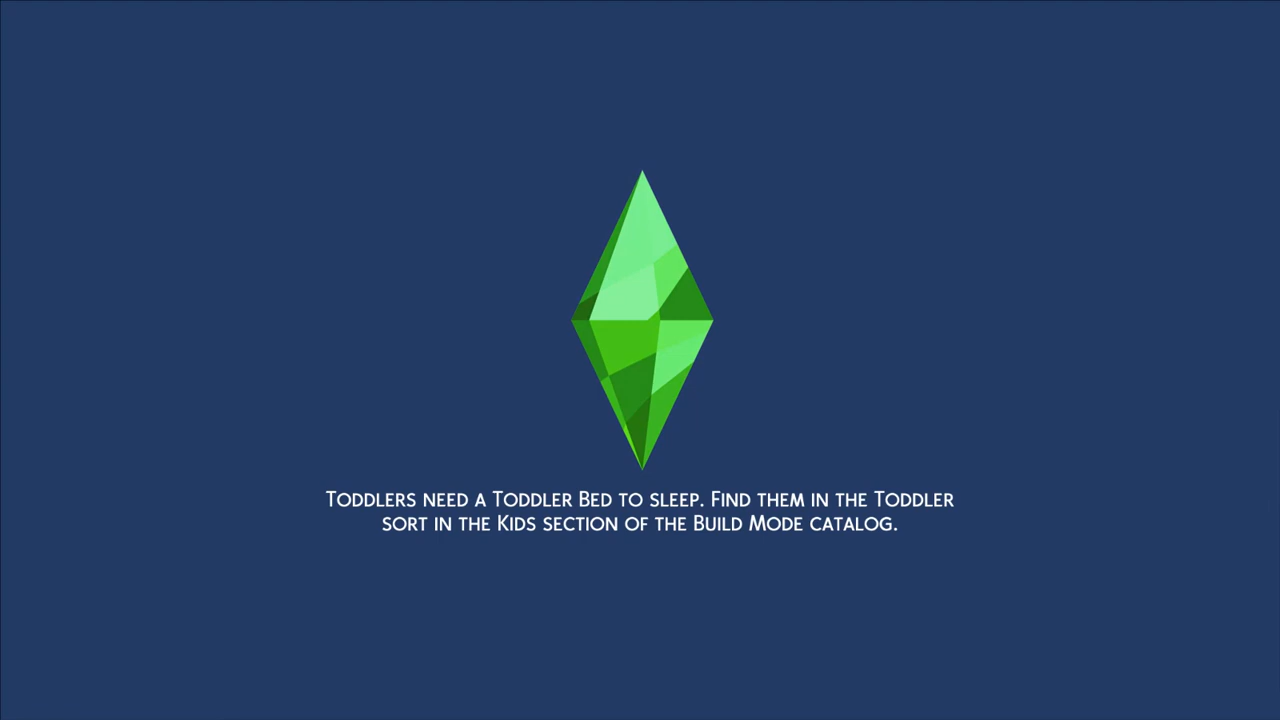 Toddlers need a Toddler Bed to sleep. Find them in the Toddler
sort in the Kids section of the Build Mode catalog.